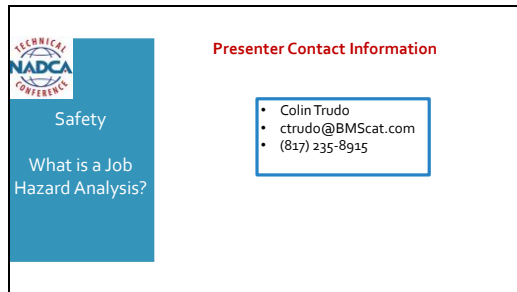 TECHNICAL
NADCA
CONFERENCE
Safety
What is a Job
Hazard Analysis?
Presenter Contact Information
• Colin Trudo
• ctrudo@BMScat.com
• (817) 235-8915